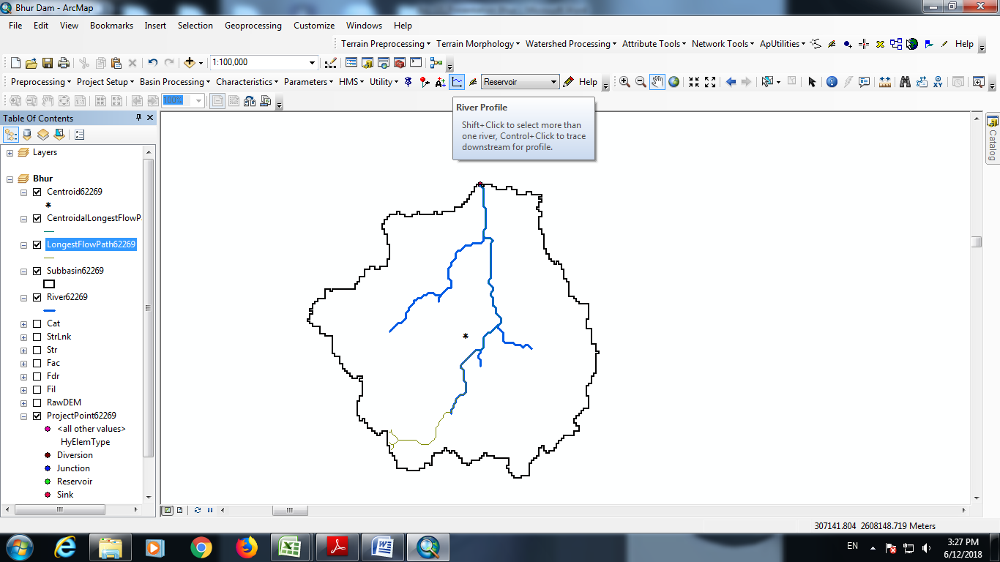 Bhur Dam - ArcMap
File Edit View Bookmarks Insert Selection Geoprocessing Customize Windows Help
Terrain Preprocessing Terrain Morphology Watershed Processing Attribute Tools Network Tools ApUtilities Help
1:100,000
Preprocessing Project Setup Basin Processing Characteristics Parameters HMS Utility Reservoir Help
100%
Table Of Contents
Layers
Bhur
Centroid62269
CentroidalLongestFlowP
LongestFlowPath62269
Subbasin62269
River62269
Cat
StrLnk
Str
Fac
Fdr
Fil
RawDEM
ProjectPoint62269
<all other values>
HyElemType
Diversion
Junction
Reservoir
Sink
River Profile
Shift+Click to select more than
one river, Control+Click to trace
downstream for profile.
Catalog
307141.804 2608148.719 Meters
EN
3:27 PM
6/12/2018